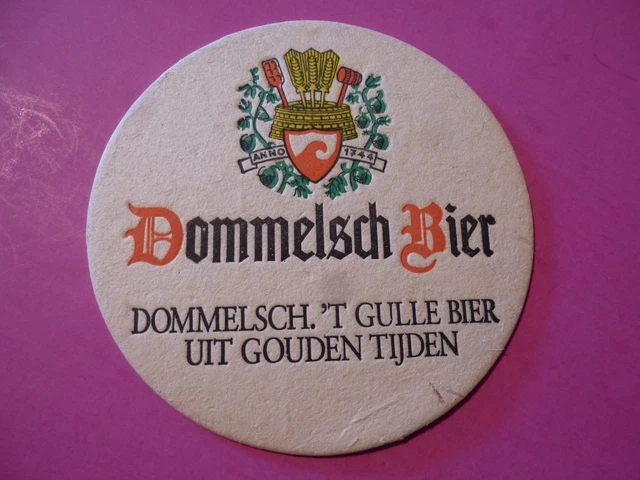 ANNO 1744
Dommelsch Bier
DOMMELSCH. 'T GULLE BIER
UIT GOUDEN TIJDEN